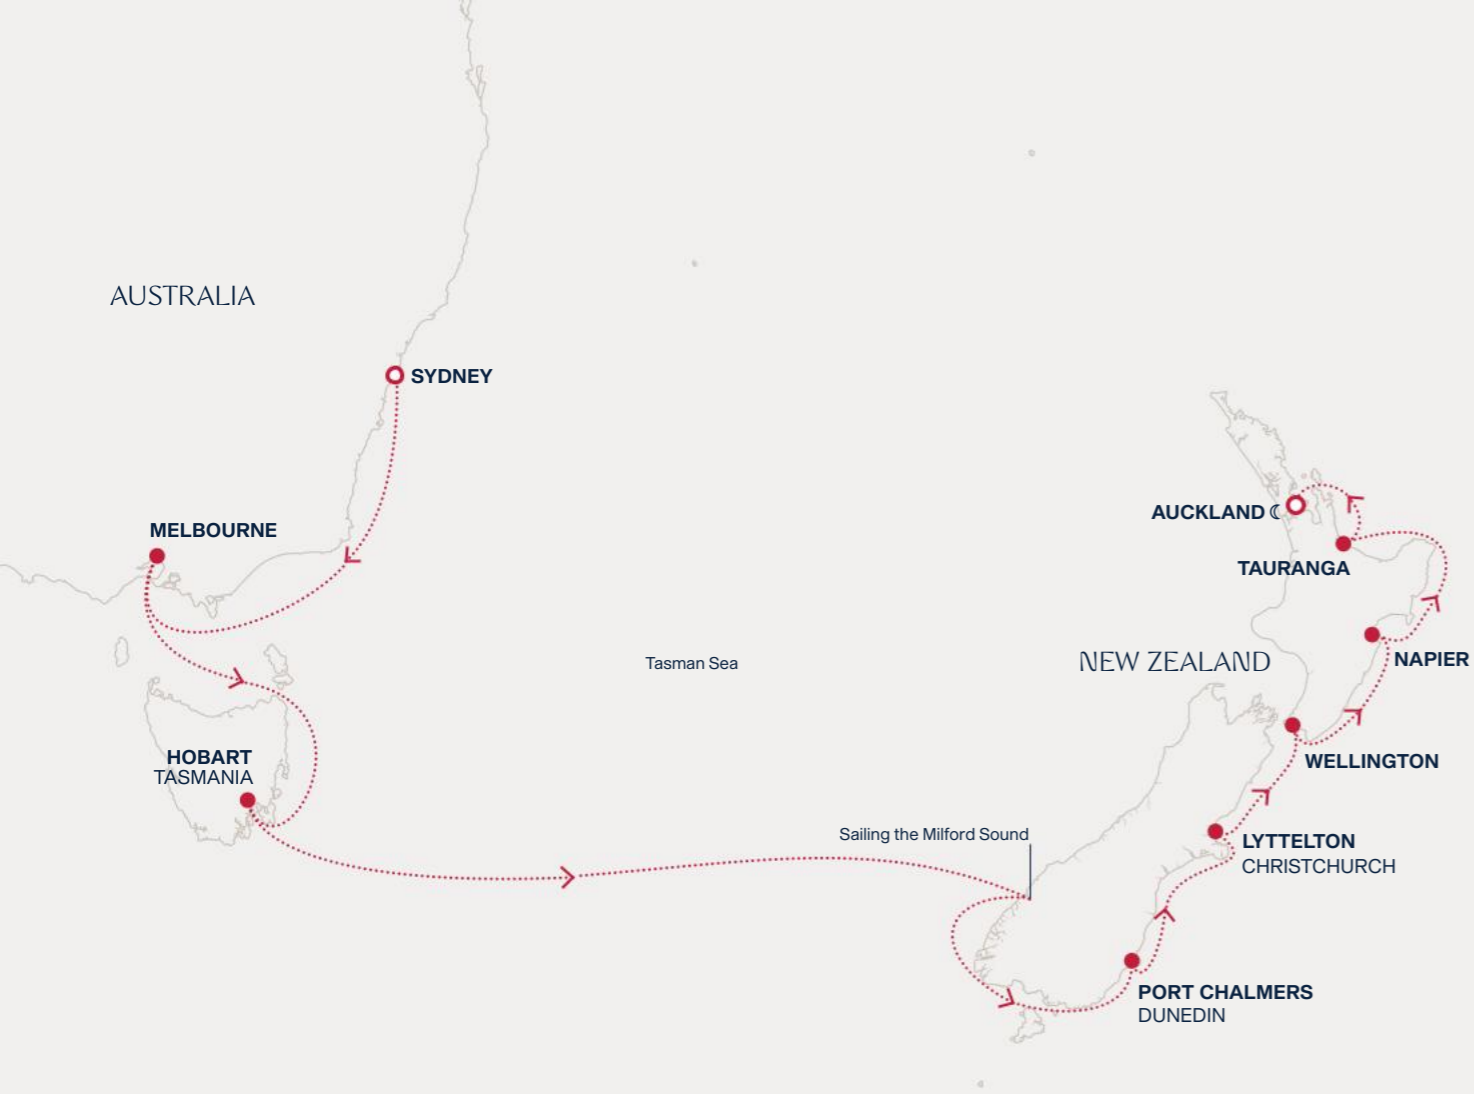 AUSTRALIA
SYDNEY
MELBOURNE
AUCKLAND
TAURANGA
Tasman Sea
NEW ZEALAND
NAPIER
HOBART
TASMANIA
WELLINGTON
Sailing the Milford Sound
LYTTELTON
CHRISTCHURCH
PORT CHALMERS
DUNEDIN